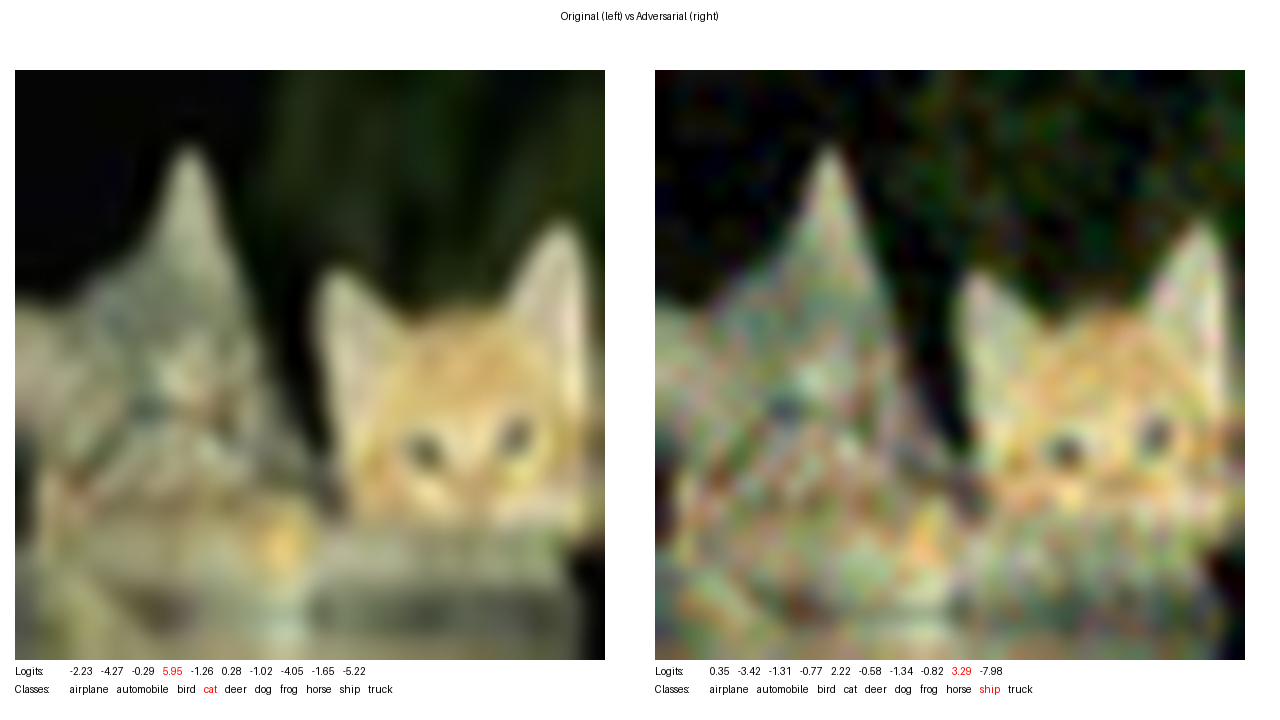 Original (left) vs Adversarial (right)
Logits: -2.23 -4.27 -0.29 5.95 -1.26 0.28 -1.02 -4.05 -1.65 -5.22
Classes: airplane automobile bird cat deer dog frog horse ship truck
Logits: 0.35 -3.42 -1.31 -0.77 2.22 -0.58 -1.34 -0.82 3.29 -7.98
Classes: airplane automobile bird cat deer dog frog horse ship truck